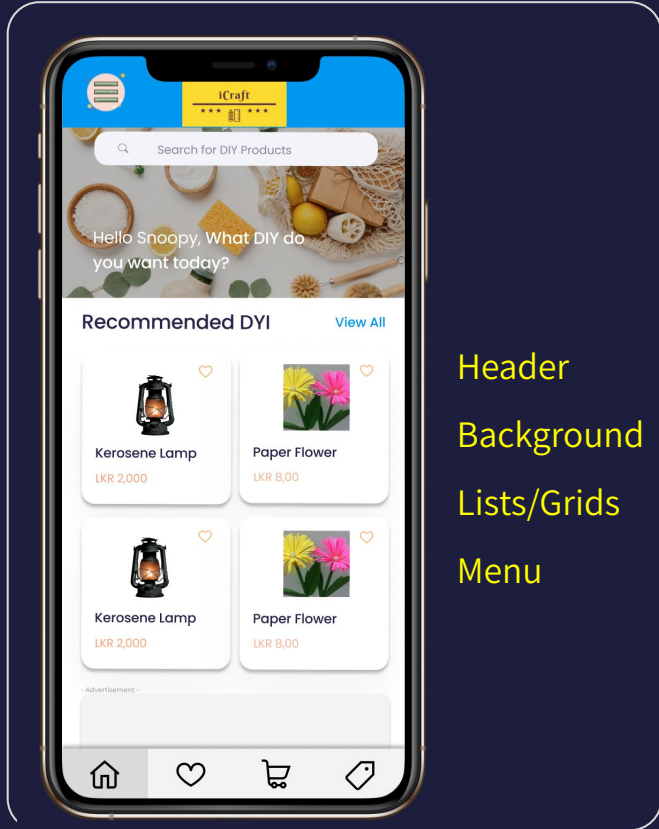 iCraft
Search for DIY Products
Hello Snoopy, What DIY do
you want today?
Recommended DYI
View All
Kerosene Lamp
LKR 2,000
Paper Flower
LKR 8,00
Kerosene Lamp
LKR 2,000
Paper Flower
LKR 8,00
- Advertisement -
Header
Background
Lists/Grids
Menu